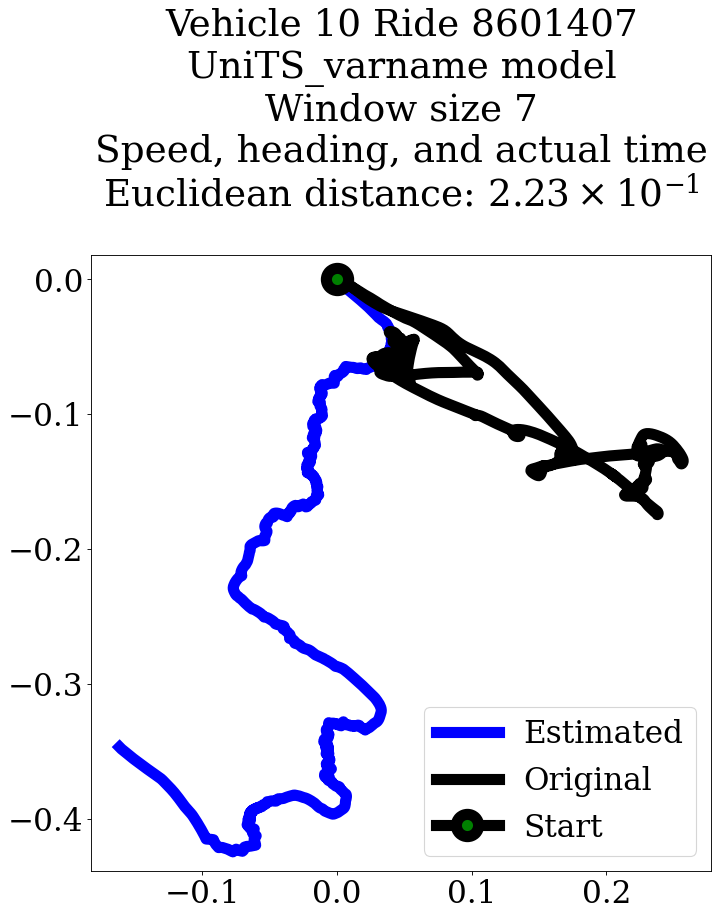 Vehicle 10 Ride 8601407
UniTS_varname model
Window size 7
Speed, heading, and actual time
Euclidean distance: 2.23 × 10⁻¹
0.0
−0.1
−0.2
−0.3
−0.4
−0.1
0.0
0.1
0.2
Estimated
Original
Start